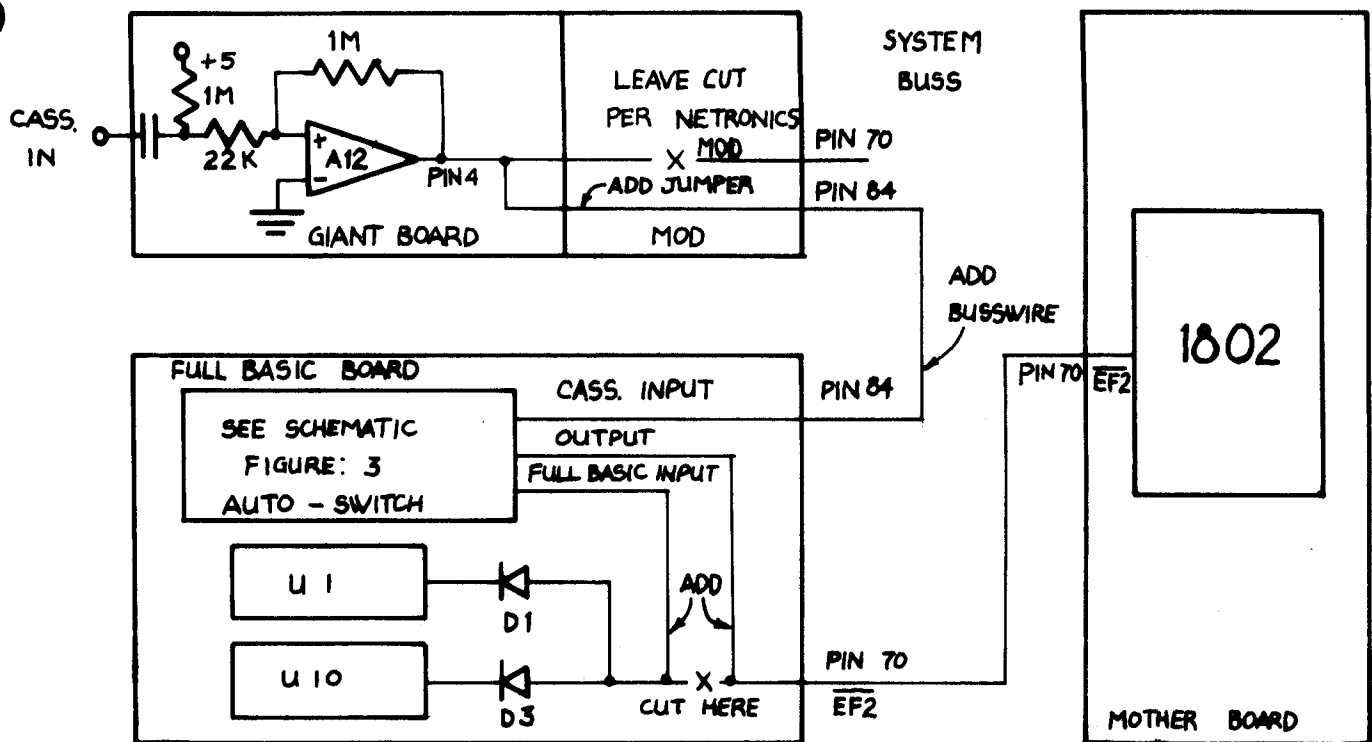 CASS.
IN
+5
1M
22K
1M
+
-
A12
PIN 4
GIANT BOARD
LEAVE CUT
PER NETRONICS
MOD
X
ADD JUMPER
MOD
SYSTEM
BUSS
PIN 70
PIN 84
ADD
BUSSWIRE
FULL BASIC BOARD
SEE SCHEMATIC
FIGURE: 3
AUTO - SWITCH
CASS. INPUT
OUTPUT
FULL BASIC INPUT
PIN 84
U 1
D1
U 10
D3
ADD
X
CUT HERE
PIN 70
EF2
PIN 70
EF2
1802
MOTHER BOARD